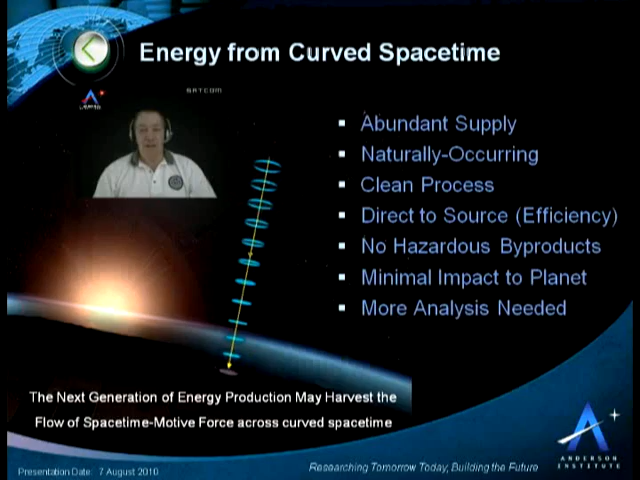 Energy from Curved Spacetime
SATCOM
Abundant Supply
Naturally-Occurring
Clean Process
Direct to Source (Efficiency)
No Hazardous Byproducts
Minimal Impact to Planet
More Analysis Needed
The Next Generation of Energy Production May Harvest the
Flow of Spacetime-Motive Force across curved spacetime
ANDERSON
INSTITUTE
Presentation Date: 7 August 2010
Researching Tomorrow Today, Building the Future